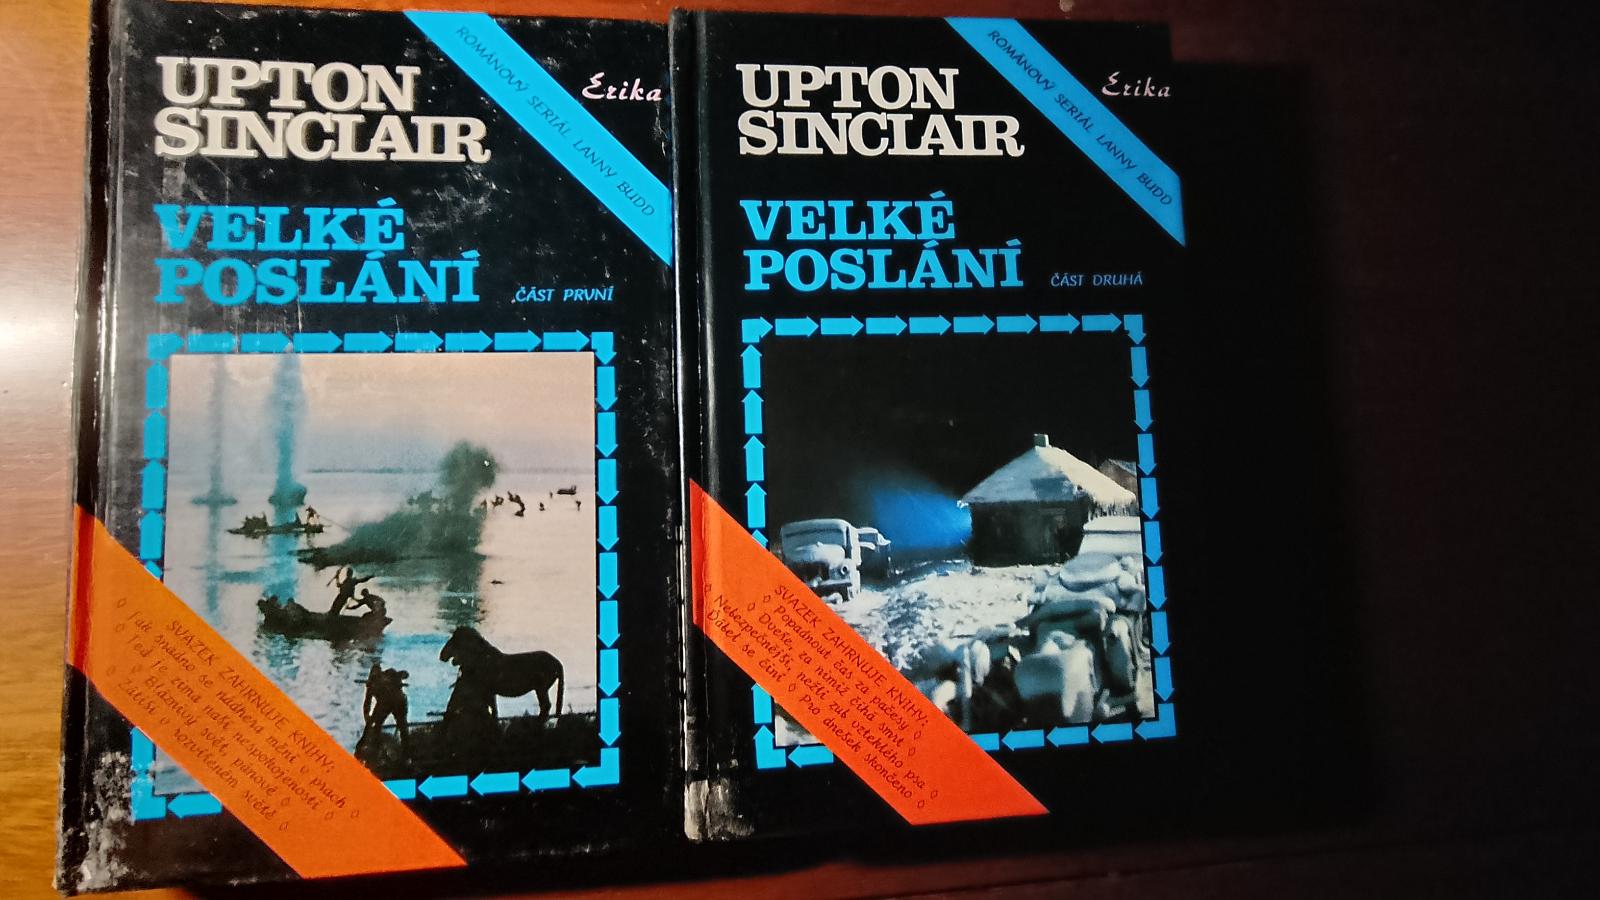 UPTON
SINCLAIR
ROMÁNOVÝ SERIÁL LANNY BUDD
Erika
VELKÉ
POSLÁNÍ
ČÁST PRVNÍ
SVAZEK ZAHRNUJE KNIHY:
◊ Tak snadno se nádhera mění v prach ◊
Teď je zima naší nespokojenosti ◊
◊ Bláznivý svět, pánové ◊
Zátiší v rozvířeném světě ◊
UPTON
SINCLAIR
ROMÁNOVÝ SERIÁL LANNY BUDD
Erika
VELKÉ
POSLÁNÍ
ČÁST DRUHÁ
SVAZEK ZAHRNUJE KNIHY:
◊ Popadnout čas za pačesy ◊
◊ Dveře, za nimiž číhá smrt ◊
Nebezpečnější, nežli zub vzteklého psa ◊
Ďábel se činí ◊ Pro dnešek skončeno ◊